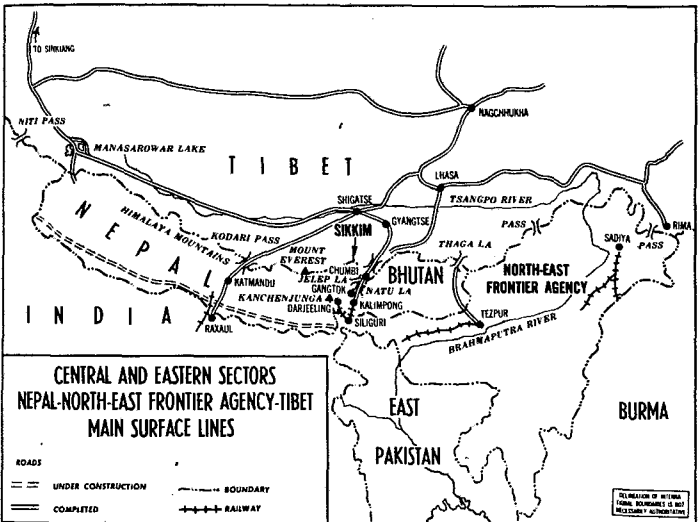 TO SINKIANG
NITI PASS
MANASAROWAR LAKE
TIBET
NAGCHHUKHA
LHASA
SHIGATSE
TSANGPO RIVER
GYANGTSE
RIMA
NEPAL
HIMALAYA MOUNTAINS
KODARI PASS
SIKKIM
PASS
SADIYA
PASS
MOUNT
EVEREST
THAGA LA
CHUMBI
KATMANDU
JELEP LA
BHUTAN
NORTH-EAST
FRONTIER AGENCY
GANGTOK
NATU LA
KANCHENJUNGA
KALIMPONG
DARJEELING
INDIA
RAXAUL
SILIGURI
TEZPUR
BRAHMAPUTRA RIVER
CENTRAL AND EASTERN SECTORS
NEPAL-NORTH-EAST FRONTIER AGENCY-TIBET
MAIN SURFACE LINES
EAST
PAKISTAN
BURMA
ROADS
UNDER CONSTRUCTION
BOUNDARY
COMPLETED
RAILWAY
BOUNDARIES IS NOT
NECESSARILY AUTHORITATIVE